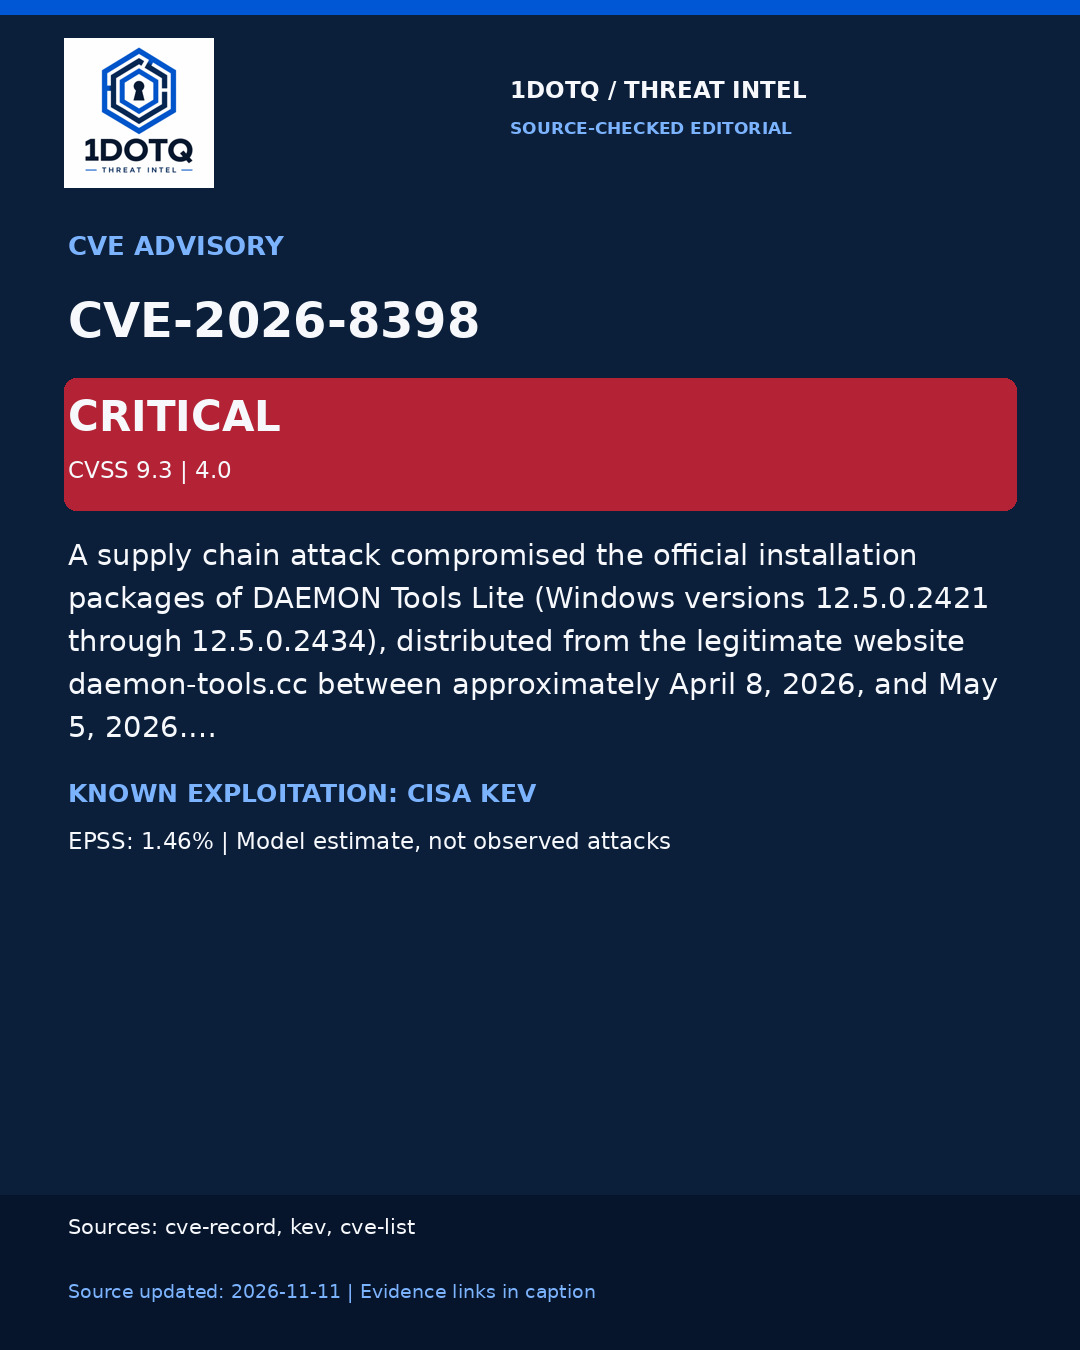 1DOTQ
THREAT INTEL
1DOTQ / THREAT INTEL
SOURCE-CHECKED EDITORIAL
CVE ADVISORY
CVE-2026-8398
CRITICAL
CVSS 9.3 | 4.0
A supply chain attack compromised the official installation
packages of DAEMON Tools Lite (Windows versions 12.5.0.2421
through 12.5.0.2434), distributed from the legitimate website
daemon-tools.cc between approximately April 8, 2026, and May
5, 2026....
KNOWN EXPLOITATION: CISA KEV
EPSS: 1.46% | Model estimate, not observed attacks
Sources: cve-record, kev, cve-list
Source updated: 2026-11-11 | Evidence links in caption